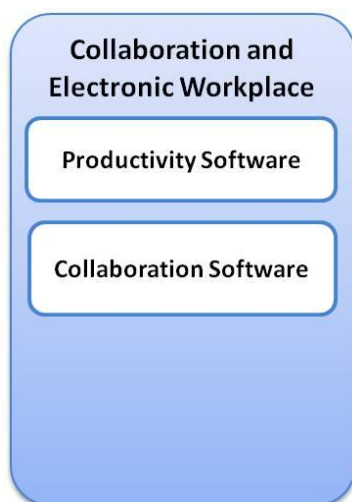 Collaboration and
Electronic Workplace
Productivity Software
Collaboration Software